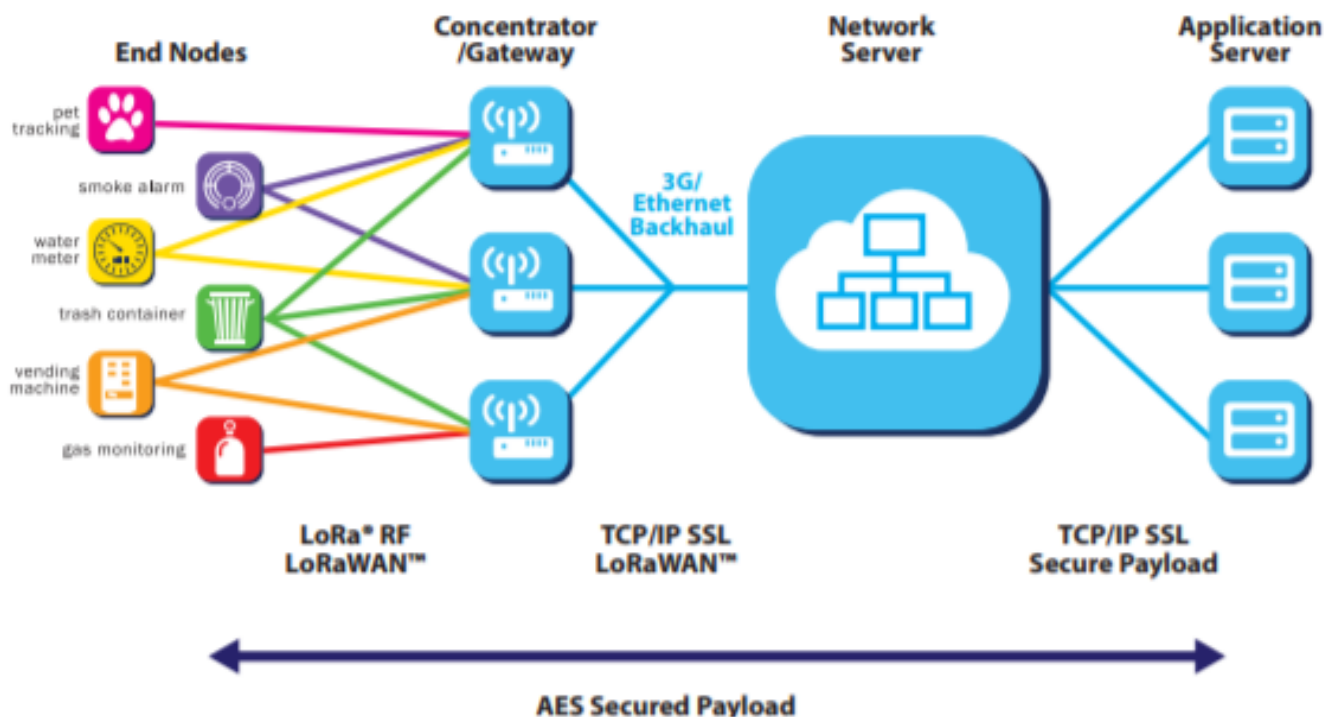 End Nodes
Concentrator
/Gateway
Network
Server
Application
Server
pet
tracking
smoke alarm
water
meter
trash container
vending
machine
gas monitoring
3G/
Ethernet
Backhaul
LoRa® RF
LoRaWAN™
TCP/IP SSL
LoRaWAN™
TCP/IP SSL
Secure Payload
AES Secured Payload